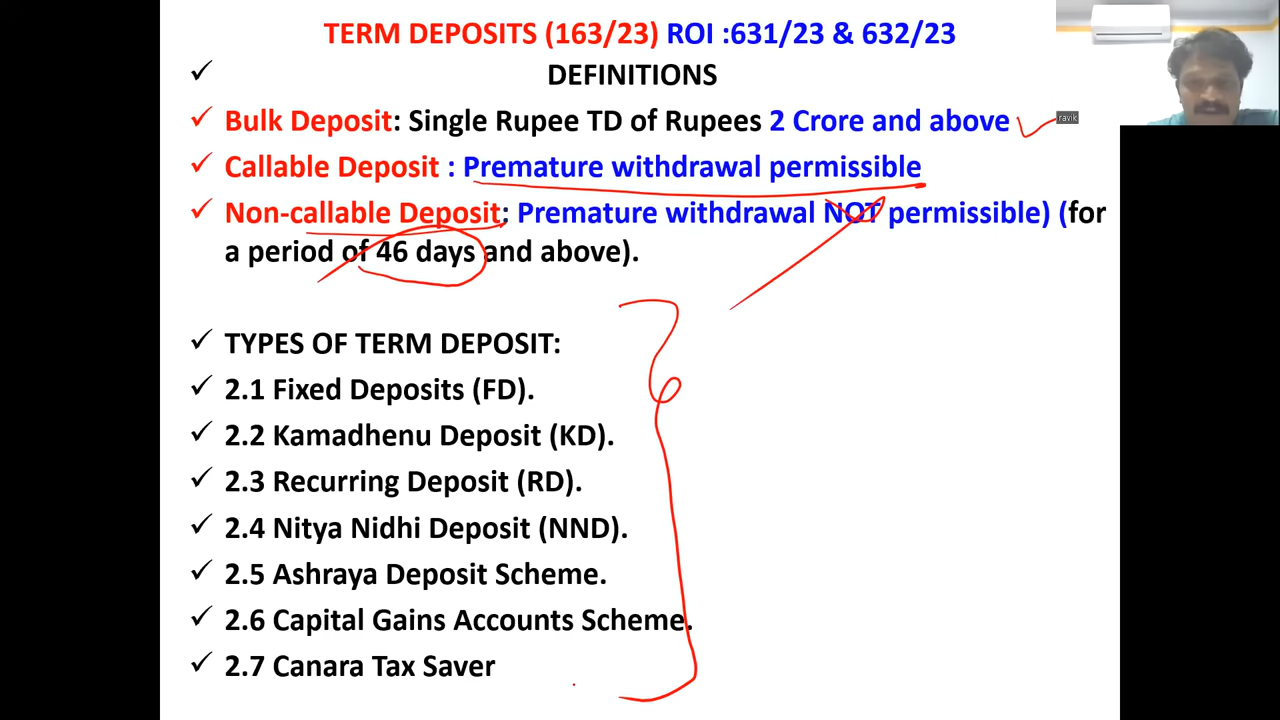 TERM DEPOSITS (163/23) ROI :631/23 & 632/23
✓ DEFINITIONS
✓ Bulk Deposit: Single Rupee TD of Rupees 2 Crore and above
ravik
✓ Callable Deposit : Premature withdrawal permissible
✓ Non-callable Deposit: Premature withdrawal NOT permissible) (for
a period of 46 days and above).
✓ TYPES OF TERM DEPOSIT:
✓ 2.1 Fixed Deposits (FD).
✓ 2.2 Kamadhenu Deposit (KD).
✓ 2.3 Recurring Deposit (RD).
✓ 2.4 Nitya Nidhi Deposit (NND).
✓ 2.5 Ashraya Deposit Scheme.
✓ 2.6 Capital Gains Accounts Scheme.
✓ 2.7 Canara Tax Saver